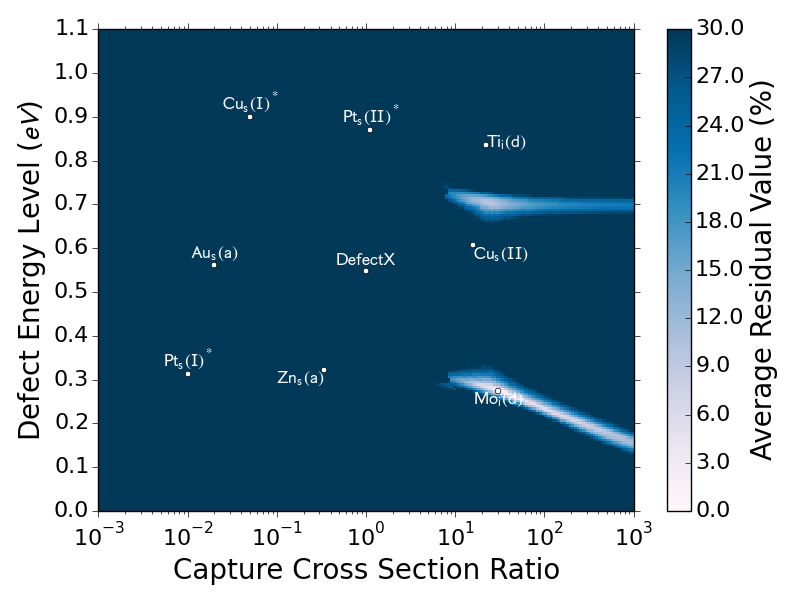 1.1
1.0
0.9
0.8
0.7
0.6
0.5
0.4
0.3
0.2
0.1
0.0
Defect Energy Level (eV)
Cuₛ(I)*
Ptₛ(II)*
Tiᵢ(d)
Auₛ(a)
DefectX
Cuₛ(II)
Ptₛ(I)*
Znₛ(a)
Moᵢ(d)
10⁻³ 10⁻² 10⁻¹ 10⁰ 10¹ 10² 10³
Capture Cross Section Ratio
30.0
27.0
24.0
21.0
18.0
15.0
12.0
9.0
6.0
3.0
0.0
Average Residual Value (%)